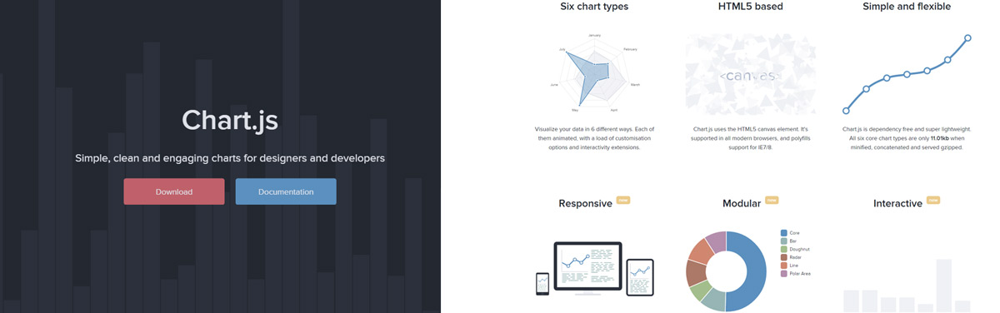 Chart.js
Simple, clean and engaging charts for designers and developers
Download
Documentation
Six chart types
January
February
March
April
May
June
July
Visualize your data in 6 different ways. Each of
them animated, with a load of customisation
options and interactivity extensions.
HTML5 based
<canvas>
Chart.js uses the HTML5 canvas element. It's
supported in all modern browsers, and polyfills
support for IE7/8.
Simple and flexible
Chart.js is dependency free and super lightweight.
All six core chart types are only 11.01kb when
minified, concatenated and served gzipped.
Responsive new
Modular new
Core
Bar
Doughnut
Radar
Line
Polar Area
Interactive new